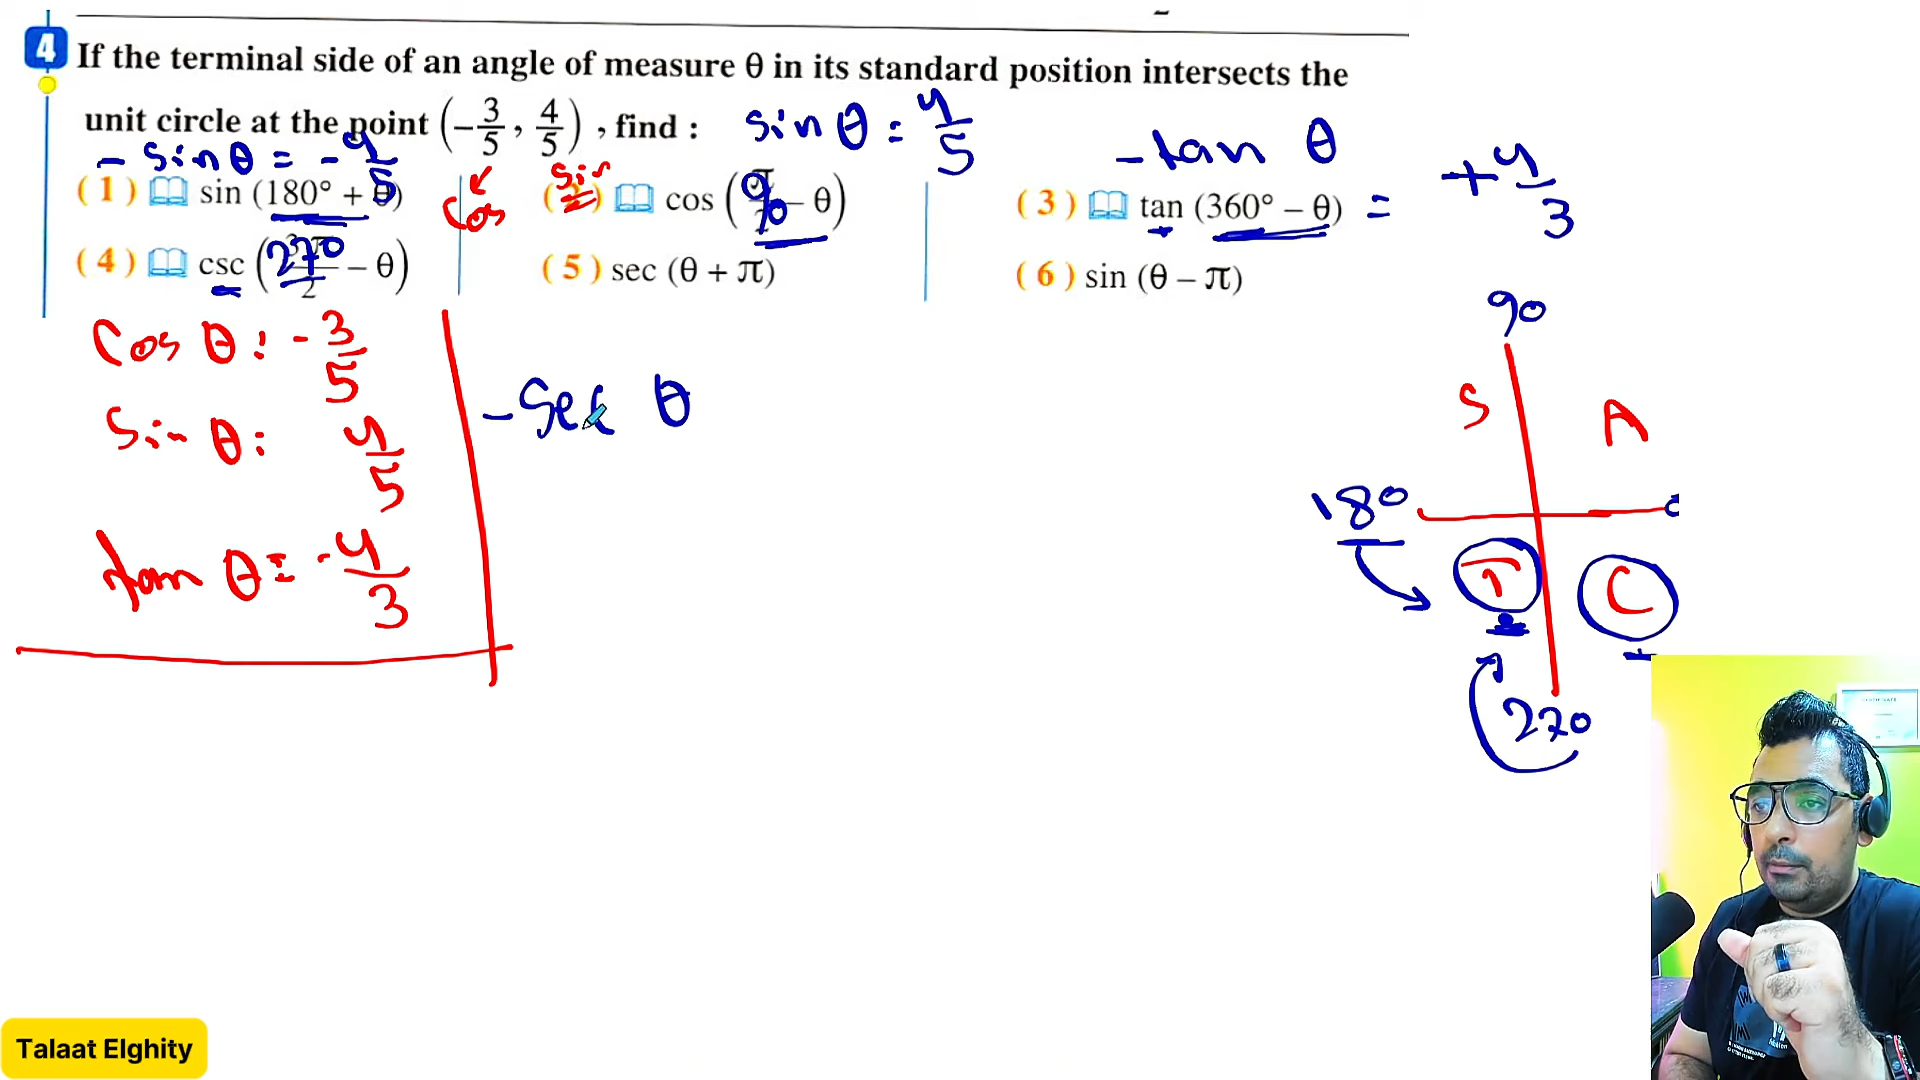 4 If the terminal side of an angle of measure θ in its standard position intersects the
unit circle at the point (-3/5, 4/5), find :
sin θ = 4/5
- sin θ = - 4/5
- tan θ
(1) sin (180° + θ)
cos
sin
cos (90 - θ)
(3) tan (360° - θ) = + 4/3
(4) csc (270 - θ)
(5) sec (θ + π)
(6) sin (θ - π)
cos θ : - 3/5
sin θ : 4/5
tan θ = - 4/3
- Sec θ
90
S A
180
T C
270
Talaat Elghity